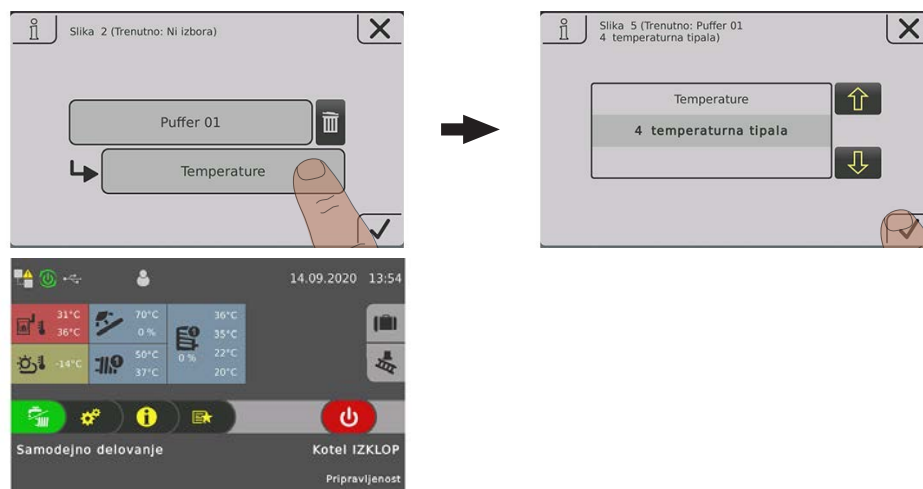 Slika 2 (Trenutno: Ni izbora)
Puffer 01
Temperature
Slika 5 (Trenutno: Puffer 01
4 temperaturna tipala)
Temperature
4 temperaturna tipala
14.09.2020 13:54
31°C
36°C
70°C
0 %
36°C
35°C
-14°C
50°C
37°C
0 %
22°C
20°C
Samodejno delovanje
Kotel IZKLOP
Pripravljenost